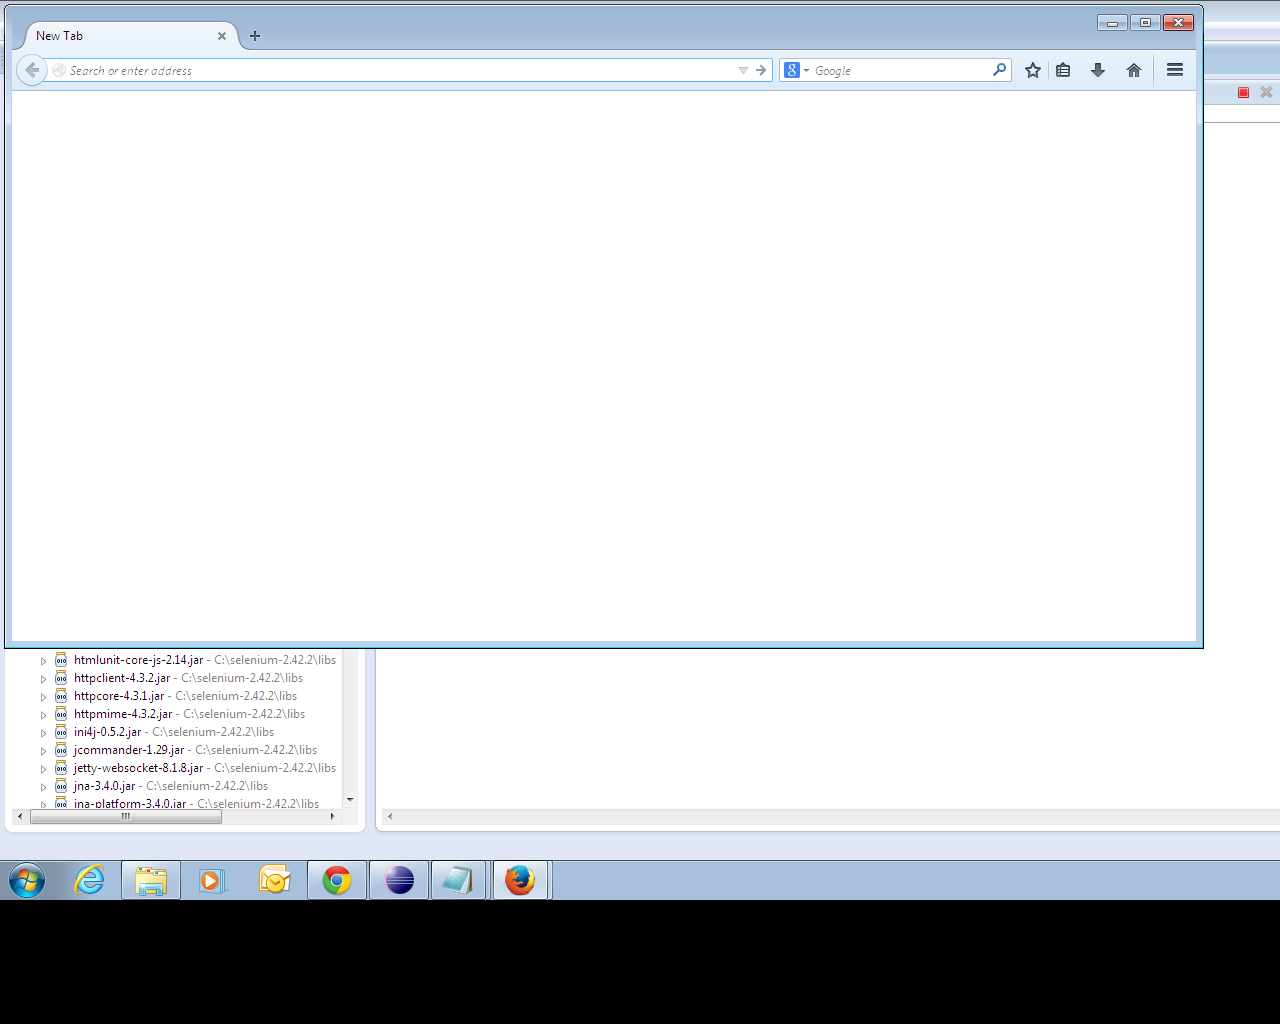 New Tab
Search or enter address
8 Google
htmlunit-core-js-2.14.jar - C:\selenium-2.42.2\libs
httpclient-4.3.2.jar - C:\selenium-2.42.2\libs
httpcore-4.3.1.jar - C:\selenium-2.42.2\libs
httpmime-4.3.2.jar - C:\selenium-2.42.2\libs
ini4j-0.5.2.jar - C:\selenium-2.42.2\libs
jcommander-1.29.jar - C:\selenium-2.42.2\libs
jetty-websocket-8.1.8.jar - C:\selenium-2.42.2\libs
jna-3.4.0.jar - C:\selenium-2.42.2\libs
jna-platform-3.4.0.jar - C:\selenium-2.42.2\libs